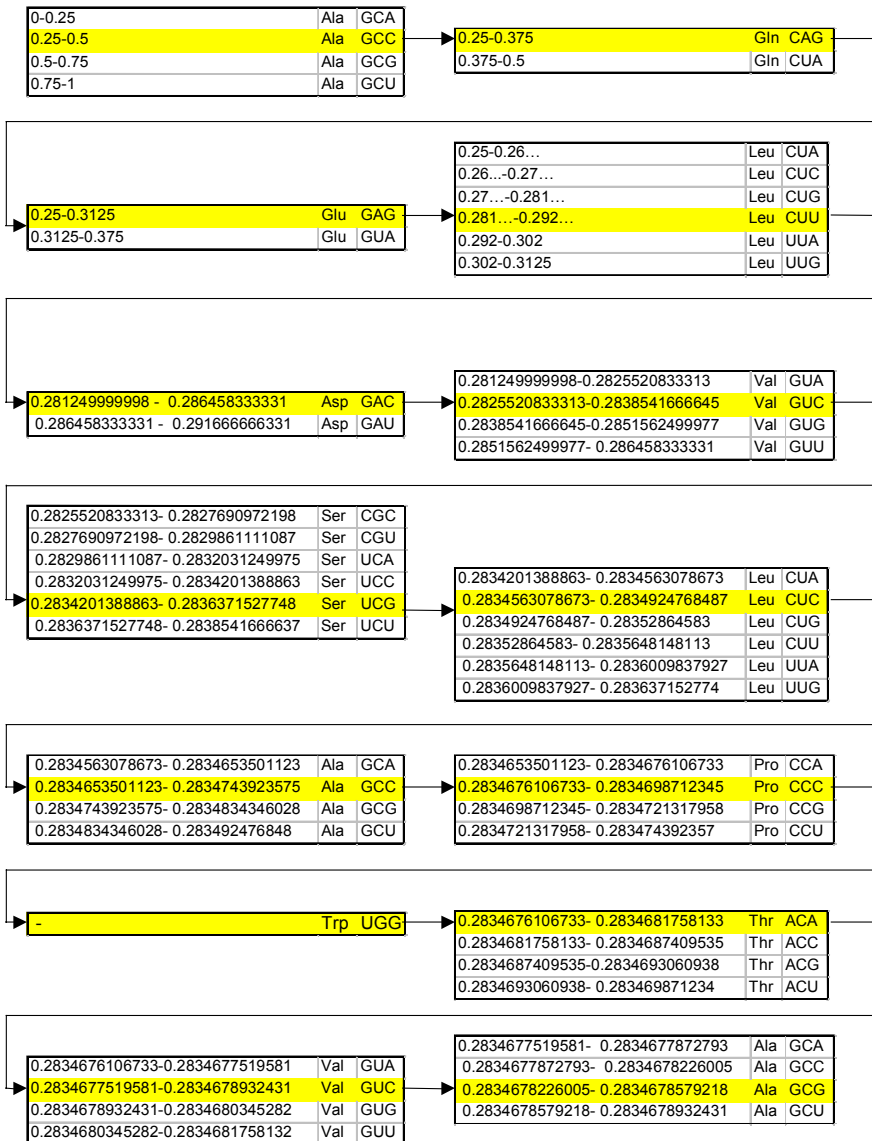 0-0.25 Ala GCA
0.25-0.5 Ala GCC
0.5-0.75 Ala GCG
0.75-1 Ala GCU
0.25-0.375 Gln CAG
0.375-0.5 Gln CUA
0.25-0.3125 Glu GAG
0.3125-0.375 Glu GUA
0.25-0.26… Leu CUA
0.26...-0.27… Leu CUC
0.27…-0.281… Leu CUG
0.281…-0.292… Leu CUU
0.292-0.302 Leu UUA
0.302-0.3125 Leu UUG
0.281249999998 - 0.286458333331 Asp GAC
0.286458333331 - 0.291666666331 Asp GAU
0.281249999998-0.2825520833313 Val GUA
0.2825520833313-0.2838541666645 Val GUC
0.2838541666645-0.2851562499977 Val GUG
0.2851562499977- 0.286458333331 Val GUU
0.2825520833313- 0.2827690972198 Ser CGC
0.2827690972198- 0.2829861111087 Ser CGU
0.2829861111087- 0.2832031249975 Ser UCA
0.2832031249975- 0.2834201388863 Ser UCC
0.2834201388863- 0.2836371527748 Ser UCG
0.2836371527748- 0.2838541666637 Ser UCU
0.2834201388863- 0.2834563078673 Leu CUA
0.2834563078673- 0.2834924768487 Leu CUC
0.2834924768487- 0.28352864583 Leu CUG
0.28352864583- 0.2835648148113 Leu CUU
0.2835648148113- 0.2836009837927 Leu UUA
0.2836009837927- 0.283637152774 Leu UUG
0.2834563078673- 0.2834653501123 Ala GCA
0.2834653501123- 0.2834743923575 Ala GCC
0.2834743923575- 0.2834834346028 Ala GCG
0.2834834346028- 0.283492476848 Ala GCU
0.2834653501123- 0.2834676106733 Pro CCA
0.2834676106733- 0.2834698712345 Pro CCC
0.2834698712345- 0.2834721317958 Pro CCG
0.2834721317958- 0.283474392357 Pro CCU
- Trp UGG
0.2834676106733- 0.2834681758133 Thr ACA
0.2834681758133- 0.2834687409535 Thr ACC
0.2834687409535-0.2834693060938 Thr ACG
0.2834693060938- 0.283469871234 Thr ACU
0.2834676106733-0.2834677519581 Val GUA
0.2834677519581-0.2834678932431 Val GUC
0.2834678932431-0.2834680345282 Val GUG
0.2834680345282-0.2834681758132 Val GUU
0.2834677519581- 0.2834677872793 Ala GCA
0.2834677872793- 0.2834678226005 Ala GCC
0.2834678226005- 0.2834678579218 Ala GCG
0.2834678579218- 0.2834678932431 Ala GCU